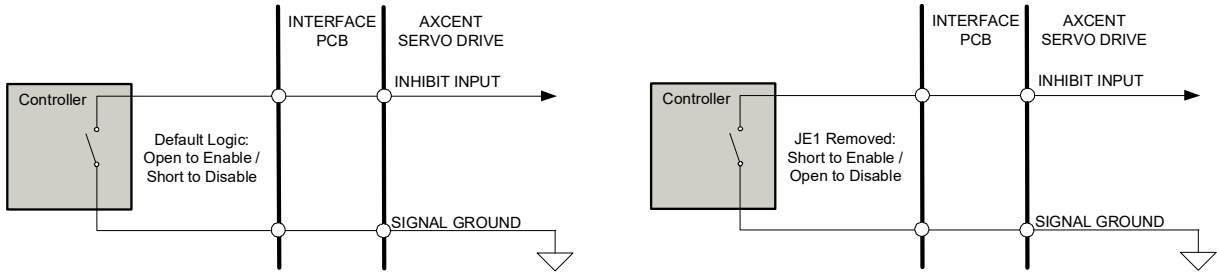 INTERFACE
PCB
AXCENT
SERVO DRIVE
INHIBIT INPUT
Controller
Default Logic:
Open to Enable /
Short to Disable
SIGNAL GROUND
INTERFACE
PCB
AXCENT
SERVO DRIVE
INHIBIT INPUT
Controller
JE1 Removed:
Short to Enable /
Open to Disable
SIGNAL GROUND